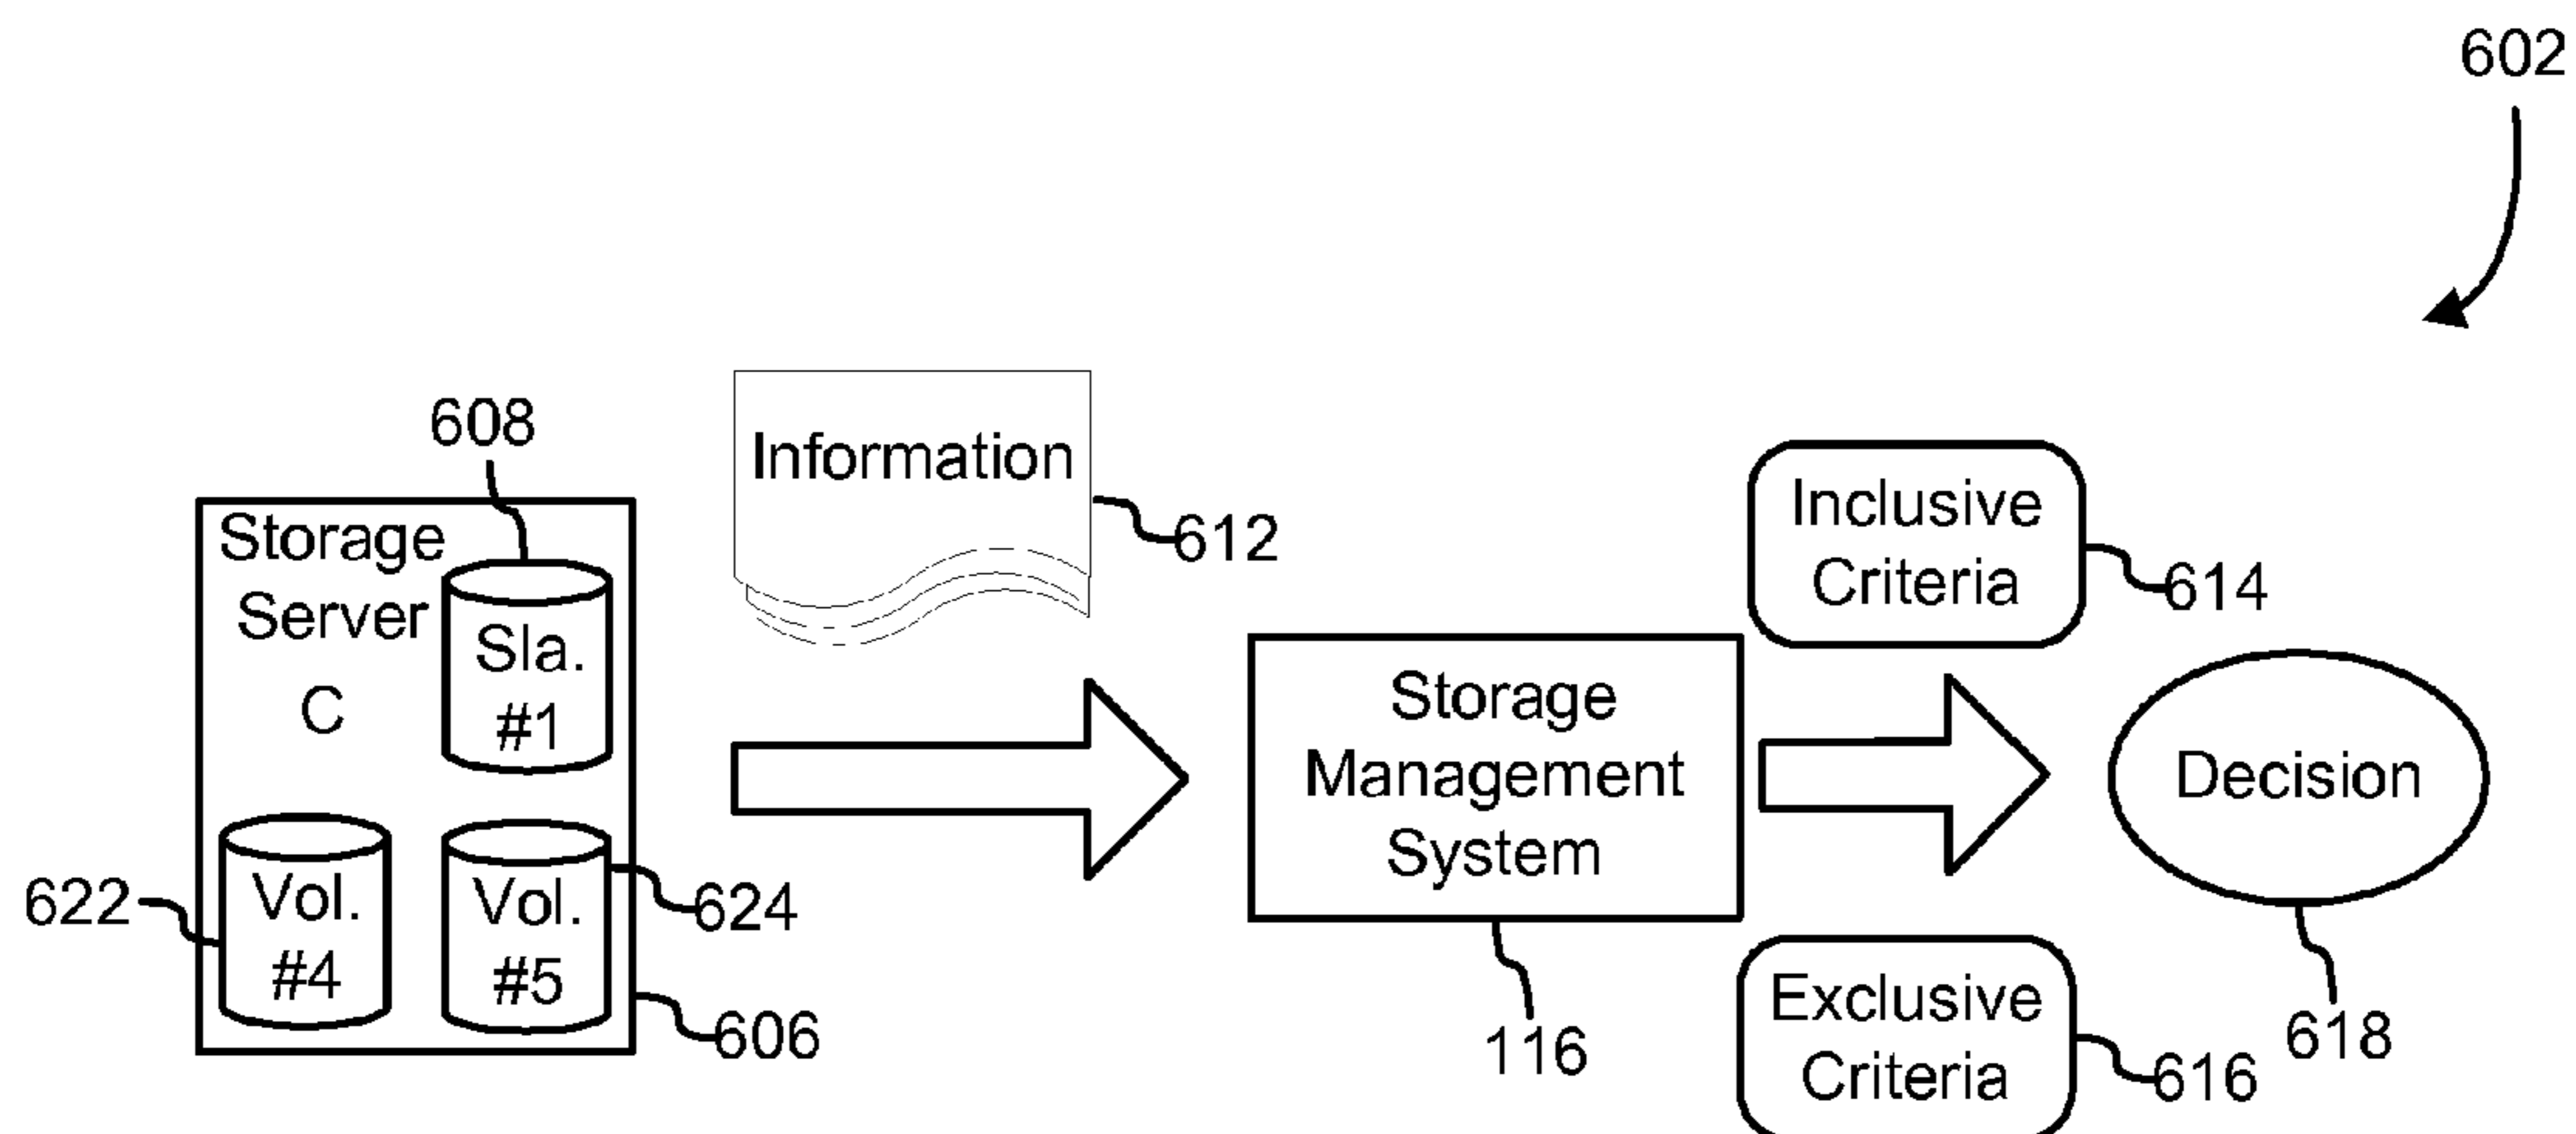 602
608
Information
612
Storage
Server
C
Sla.
#1
Inclusive
Criteria
614
Storage
Management
System
Decision
622
Vol.
#4
Vol.
#5
624
606
116
Exclusive
Criteria
616
618